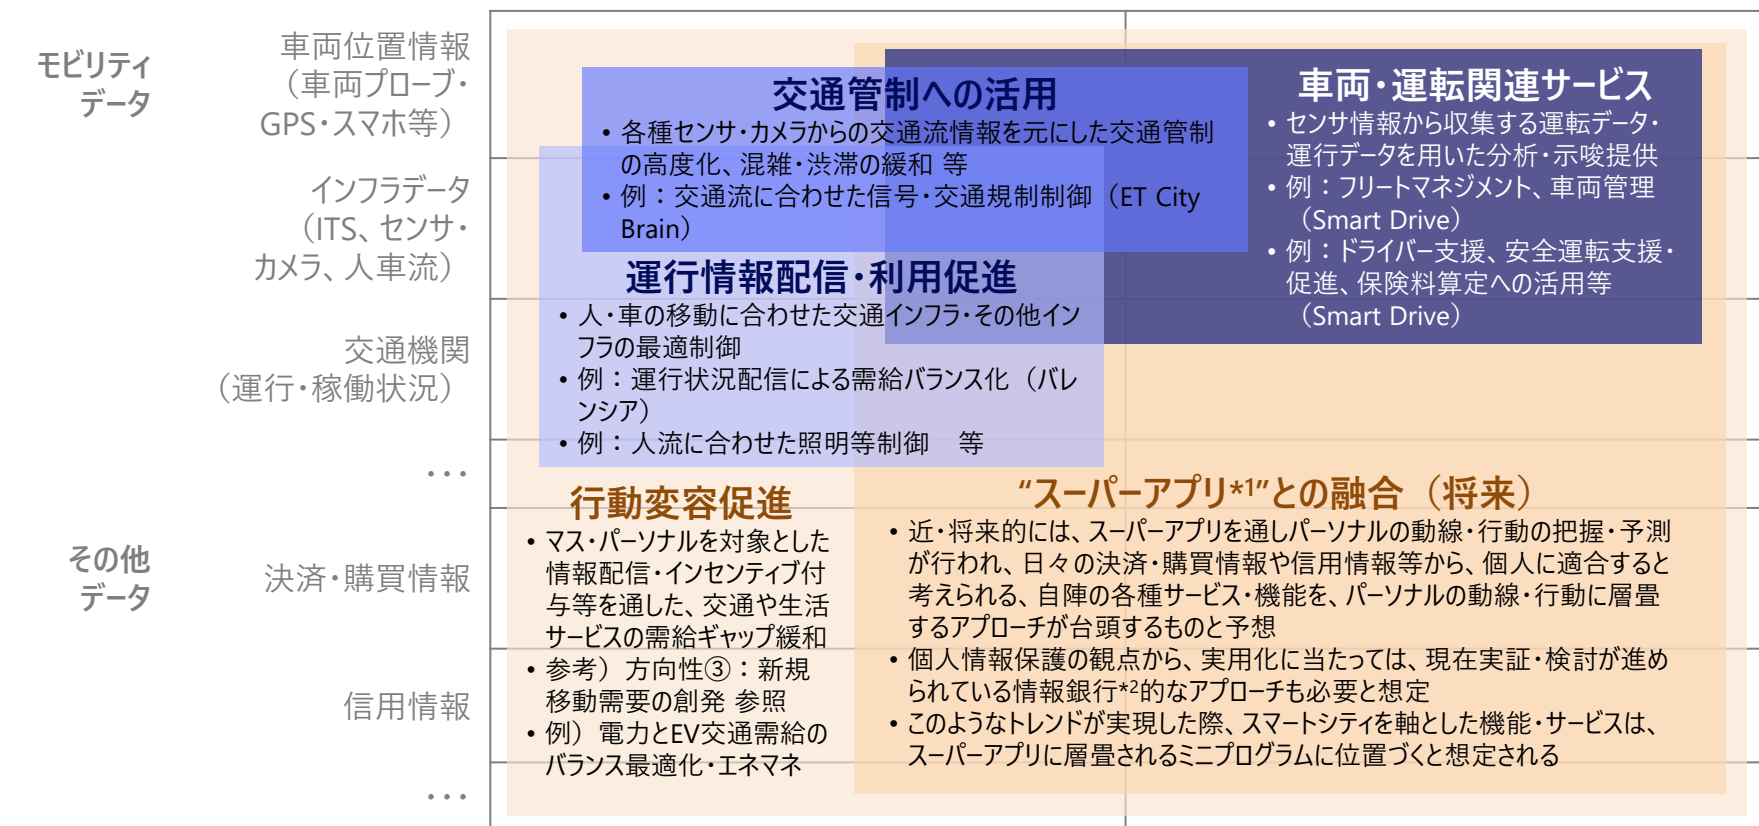 モビリティ
データ
車両位置情報
（車両プローブ・
GPS・スマホ等）
インフラデータ
（ITS、センサ・
カメラ、人車流）
交通機関
（運行・稼働状況）
・・・
その他
データ
決済・購買情報
信用情報
・・・
交通管制への活用
• 各種センサ・カメラからの交通流情報を元にした交通管制
の高度化、混雑・渋滞の緩和 等
• 例：交通流に合わせた信号・交通規制制御（ET City
Brain）
車両・運転関連サービス
• センサ情報から収集する運転データ・
運行データを用いた分析・示唆提供
• 例：フリートマネジメント、車両管理
（Smart Drive）
• 例：ドライバー支援、安全運転支援・
促進、保険料算定への活用等
（Smart Drive）
運行情報配信・利用促進
• 人・車の移動に合わせた交通インフラ・その他イン
フラの最適制御
• 例：運行状況配信による需給バランス化（バレ
ンシア）
• 例：人流に合わせた照明等制御　等
行動変容促進
• マス・パーソナルを対象とした
情報配信・インセンティブ付
与等を通した、交通や生活
サービスの需給ギャップ緩和
• 参考）方向性③：新規
移動需要の創発 参照
• 例）電力とEV交通需給の
バランス最適化・エネマネ
“スーパーアプリ*1”との融合（将来）
• 近・将来的には、スーパーアプリを通しパーソナルの動線・行動の把握・予測
が行われ、日々の決済・購買情報や信用情報等から、個人に適合すると
考えられる、自陣の各種サービス・機能を、パーソナルの動線・行動に層畳
するアプローチが台頭するものと予想
• 個人情報保護の観点から、実用化に当たっては、現在実証・検討が進め
られている情報銀行*2的なアプローチも必要と想定
• このようなトレンドが実現した際、スマートシティを軸とした機能・サービスは、
スーパーアプリに層畳されるミニプログラムに位置づくと想定される